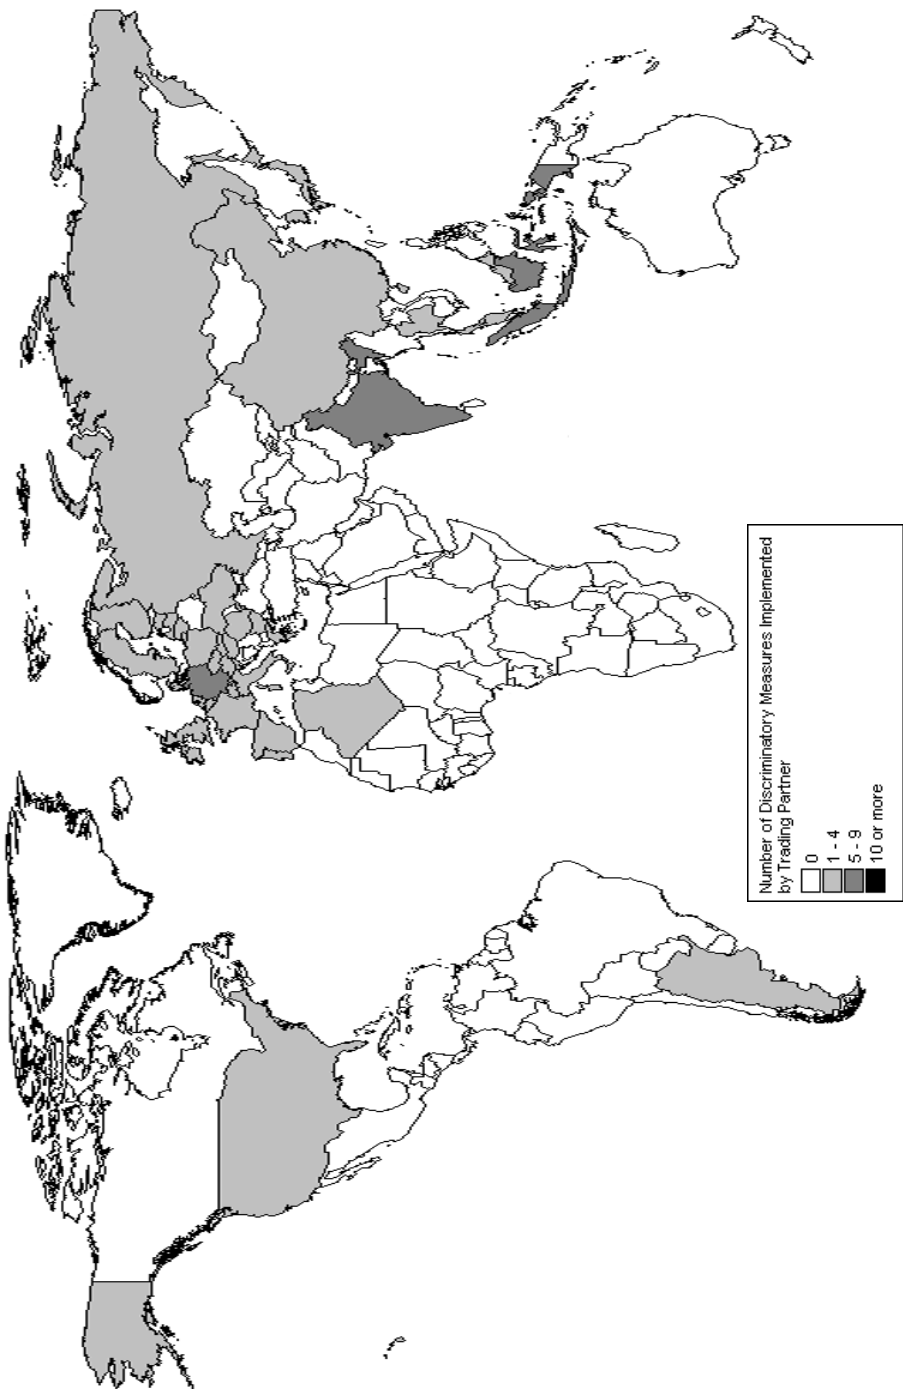 Number of Discriminatory Measures Implemented
by Trading Partner
0
1 - 4
5 - 9
10 or more